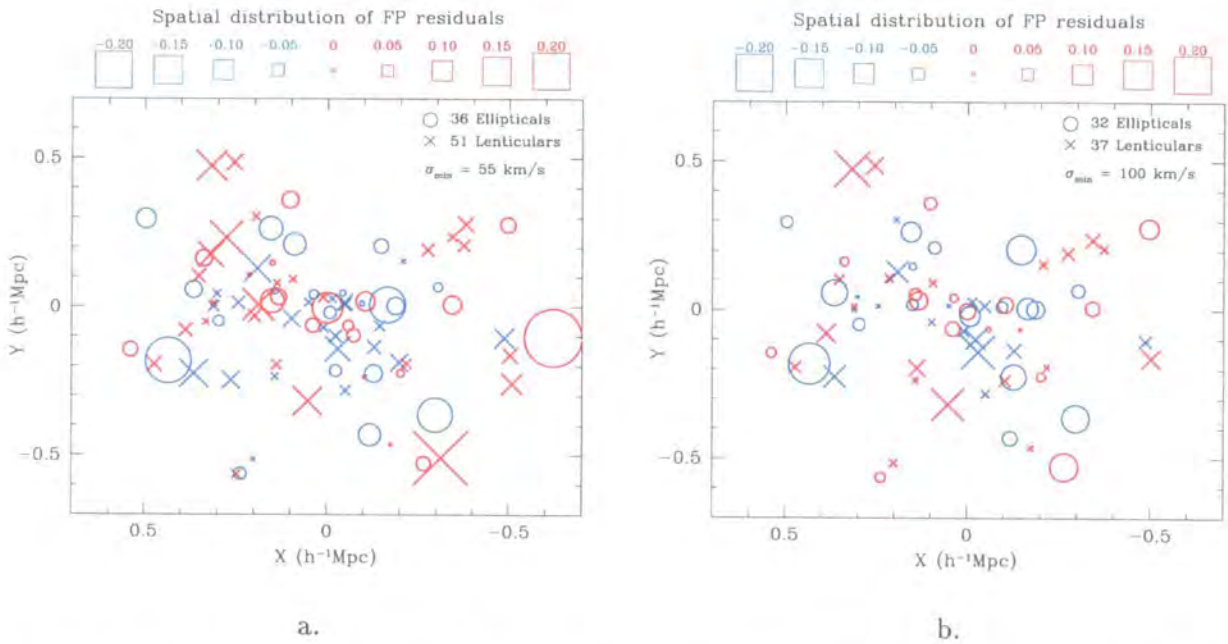 Spatial distribution of FP residuals
−0.20 −0.15 −0.10 −0.05 0 0.05 0.10 0.15 0.20
36 Ellipticals
51 Lenticulars
σmin = 55 km/s
0.5
0
−0.5
Y (h⁻¹Mpc)
0.5 0 −0.5
X (h⁻¹Mpc)
a.
Spatial distribution of FP residuals
−0.20 −0.15 −0.10 −0.05 0 0.05 0.10 0.15 0.20
32 Ellipticals
37 Lenticulars
σmin = 100 km/s
0.5
0
−0.5
Y (h⁻¹Mpc)
0.5 0 −0.5
X (h⁻¹Mpc)
b.